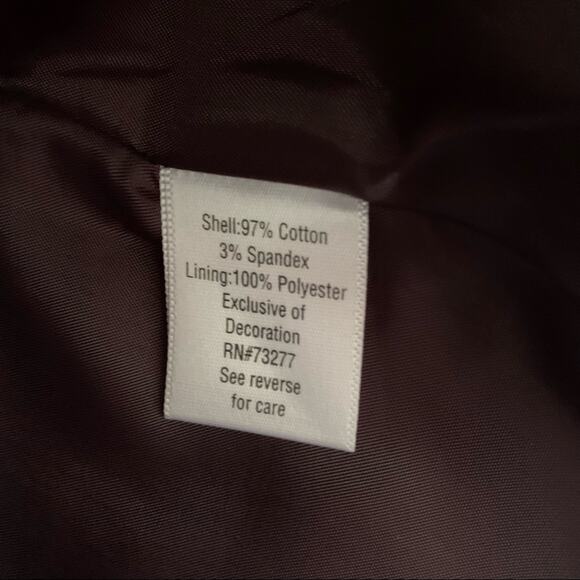 Shell:97% Cotton
3% Spandex
Lining:100% Polyester
Exclusive of
Decoration
RN#73277
See reverse
for care